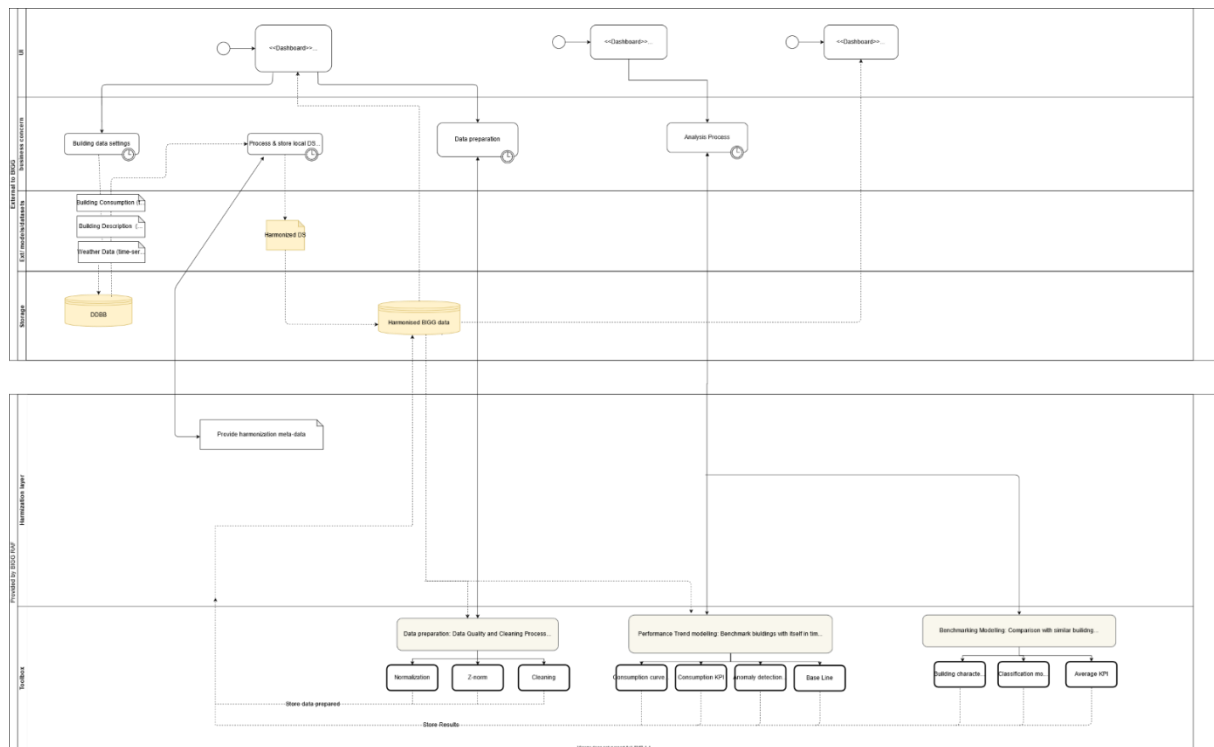 UI
<<Dashboard>>...
<<Dashboard>>...
<<Dashboard>>...
External to BIGG
business concern
Building data settings
Process & store local DS...
Data preparation
Analysis Process
Ext/ models/datasets
Building Consumption (t...
Building Description (...
Weather Data (time-ser...
Harmonized DS
Storage
DDBB
Harmonised BIGG data
Provided by BIGG RAF
Harmization layer
Provide harmonization meta-data
Toolbox
Data preparation: Data Quality and Cleaning Process...
Performance Trend modelling: Benchmark biuldings with itself in tim...
Benchmarking Modelling: Comparison with similar building...
Normalization
Z-norm
Cleaning
Consumption curve
Consumption KPI
Anomaly detection...
Base Line
Building characte...
Classification mo...
Average KPI
Store data prepared
Store Results